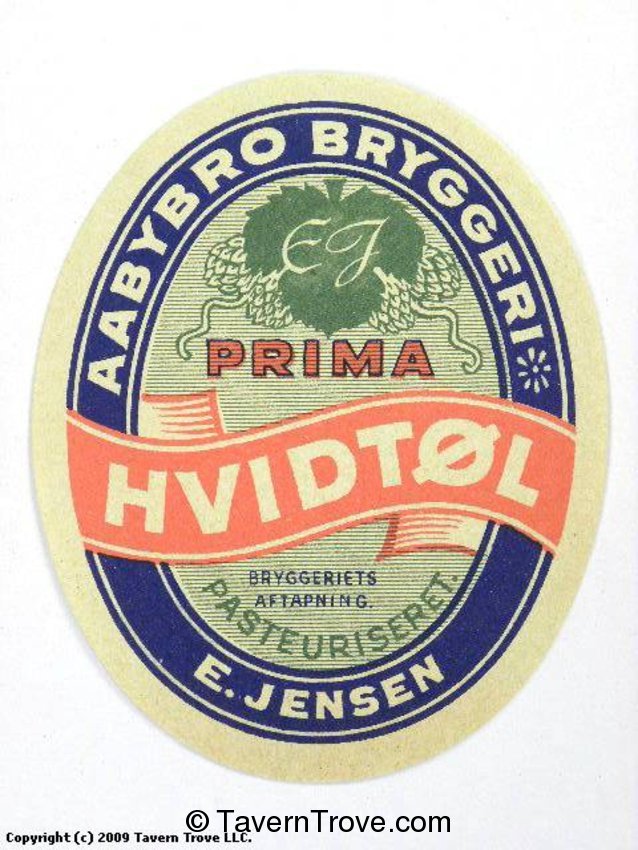 AABYBRO BRYGGERI
EJ
PRIMA
HVIDTØL
BRYGGERIETS
AFTAPNING.
PASTEURISERET.
E. JENSEN
Copyright (c) 2009 Tavern Trove LLC.
© TavernTrove.com